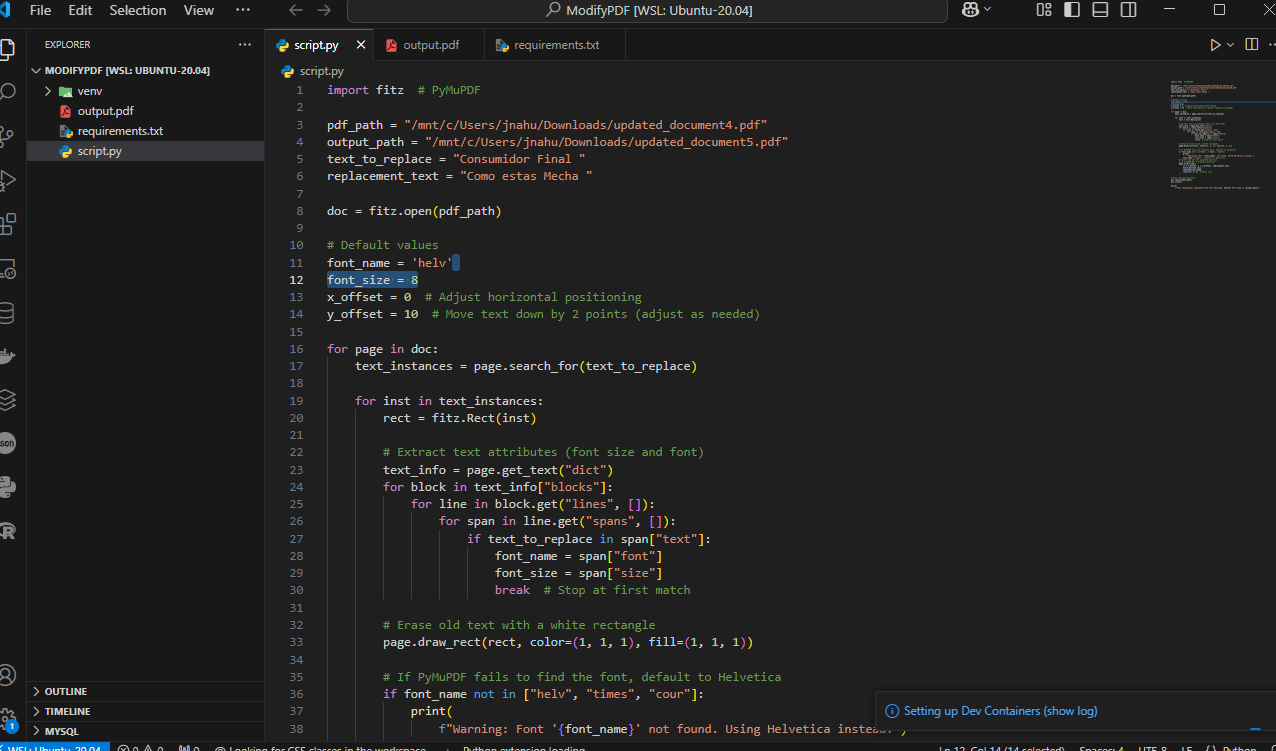 File Edit Selection View ··· ModifyPDF [WSL: Ubuntu-20.04]
EXPLORER ···
MODIFYPDF [WSL: UBUNTU-20.04]
venv
output.pdf
requirements.txt
script.py
OUTLINE
TIMELINE
MYSQL
script.py output.pdf requirements.txt
script.py
1 import fitz # PyMuPDF
2
3 pdf_path = "/mnt/c/Users/jnahu/Downloads/updated_document4.pdf"
4 output_path = "/mnt/c/Users/jnahu/Downloads/updated_document5.pdf"
5 text_to_replace = "Consumidor Final "
6 replacement_text = "Como estas Mecha "
7
8 doc = fitz.open(pdf_path)
9
10 # Default values
11 font_name = 'helv'
12 font_size = 8
13 x_offset = 0 # Adjust horizontal positioning
14 y_offset = 10 # Move text down by 2 points (adjust as needed)
15
16 for page in doc:
17 text_instances = page.search_for(text_to_replace)
18
19 for inst in text_instances:
20 rect = fitz.Rect(inst)
21
22 # Extract text attributes (font size and font)
23 text_info = page.get_text("dict")
24 for block in text_info["blocks"]:
25 for line in block.get("lines", []):
26 for span in line.get("spans", []):
27 if text_to_replace in span["text"]:
28 font_name = span["font"]
29 font_size = span["size"]
30 break # Stop at first match
31
32 # Erase old text with a white rectangle
33 page.draw_rect(rect, color=(1, 1, 1), fill=(1, 1, 1))
34
35 # If PyMuPDF fails to find the font, default to Helvetica
36 if font_name not in ["helv", "times", "cour"]:
37 print(
38 f"Warning: Font '{font_name}' not found. Using Helvetica instead.")
Setting up Dev Containers (show log)
WSL: Ubuntu-20.04 0 0 0 Looking for CSS classes in the workspace Python extension loading Ln 12, Col 14 (14 selected) Spaces: 4 UTF-8 LF Python